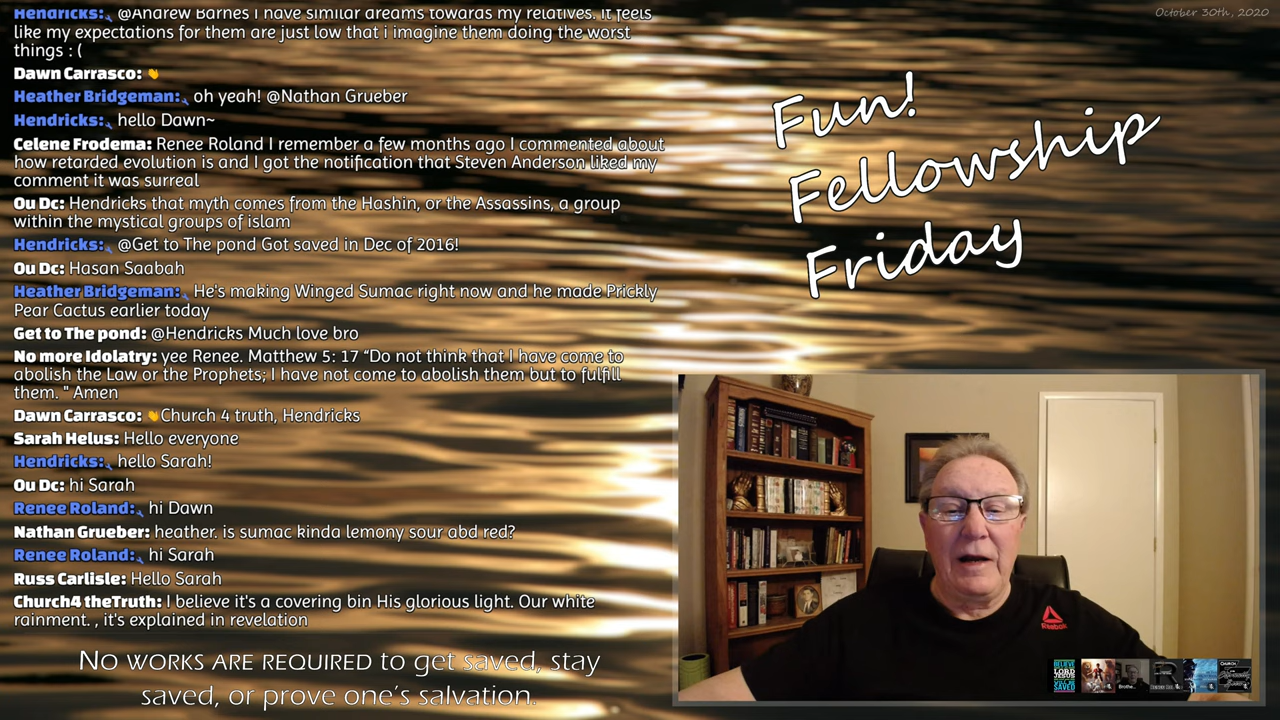 Hendricks: @Andrew Barnes I have similar dreams towards my relatives. It feels
like my expectations for them are just low that i imagine them doing the worst
things : (
Dawn Carrasco: 👏
Heather Bridgeman: oh yeah! @Nathan Grueber
Hendricks: hello Dawn~
Celene Frodema: Renee Roland I remember a few months ago I commented about
how retarded evolution is and I got the notification that Steven Anderson liked my
comment it was surreal
Ou Dc: Hendricks that myth comes from the Hashin, or the Assassins, a group
within the mystical groups of islam
Hendricks: @Get to The pond Got saved in Dec of 2016!
Ou Dc: Hasan Saabah
Heather Bridgeman: He's making Winged Sumac right now and he made Prickly
Pear Cactus earlier today
Get to The pond: @Hendricks Much love bro
No more Idolatry: yee Renee. Matthew 5: 17 “Do not think that I have come to
abolish the Law or the Prophets; I have not come to abolish them but to fulfill
them. " Amen
Dawn Carrasco: 👏Church 4 truth, Hendricks
Sarah Helus: Hello everyone
Hendricks: hello Sarah!
Ou Dc: hi Sarah
Renee Roland: hi Dawn
Nathan Grueber: heather. is sumac kinda lemony sour abd red?
Renee Roland: hi Sarah
Russ Carlisle: Hello Sarah
Church4 theTruth: I believe it's a covering bin His glorious light. Our white
rainment. , it's explained in revelation
No works are required to get saved, stay
saved, or prove one's salvation.
October 30th, 2020
Fun!
Fellowship
Friday
Reebok
BELIEVE
LORD
JESUS
SAVED
Brothe...